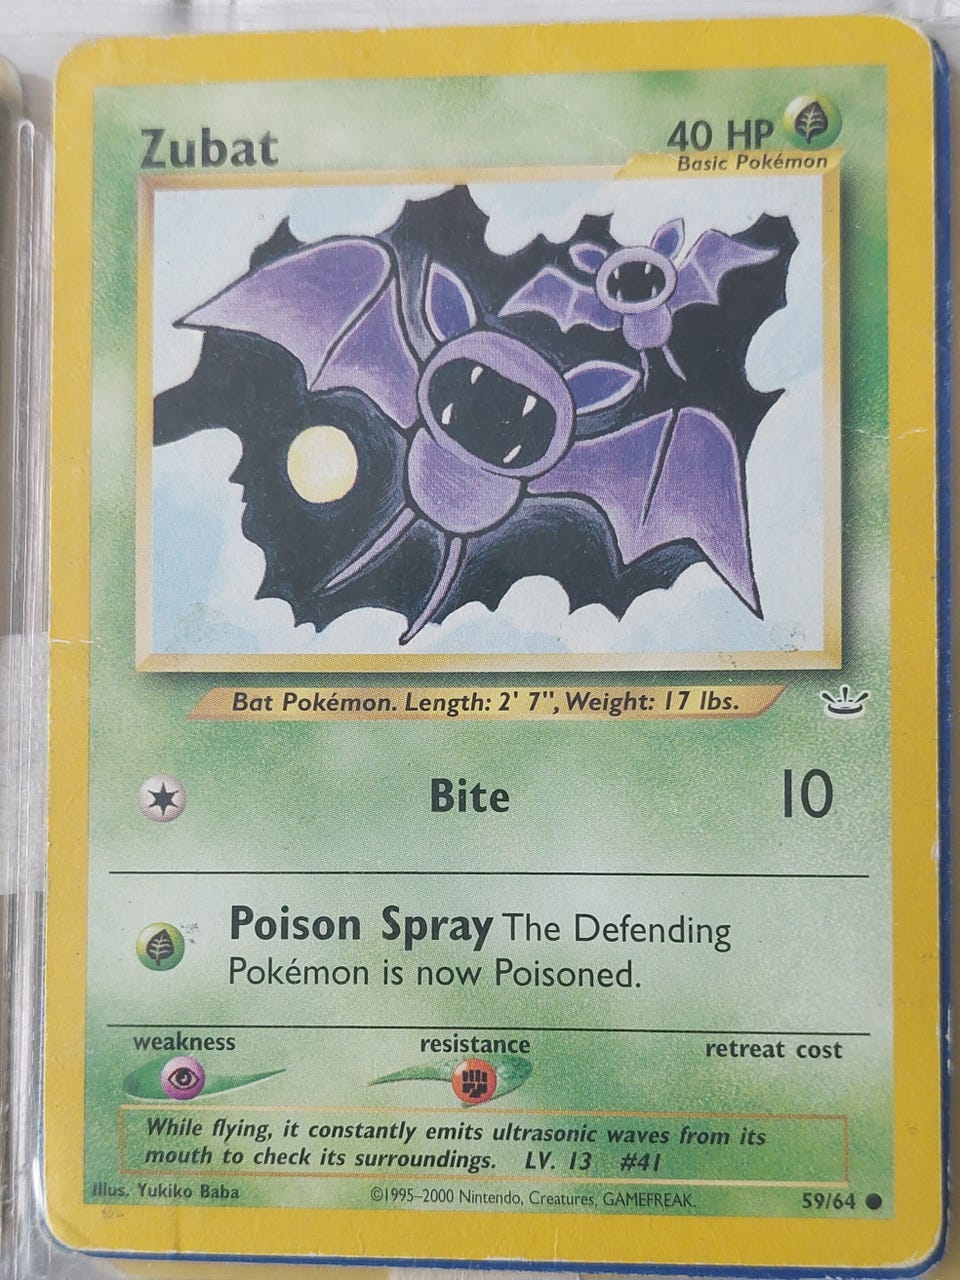 Zubat
40 HP
Basic Pokémon
Bat Pokémon. Length: 2' 7", Weight: 17 lbs.
Bite 10
Poison Spray The Defending
Pokémon is now Poisoned.
weakness resistance retreat cost
While flying, it constantly emits ultrasonic waves from its
mouth to check its surroundings. LV. 13 #41
Illus. Yukiko Baba ©1995–2000 Nintendo, Creatures, GAMEFREAK. 59/64